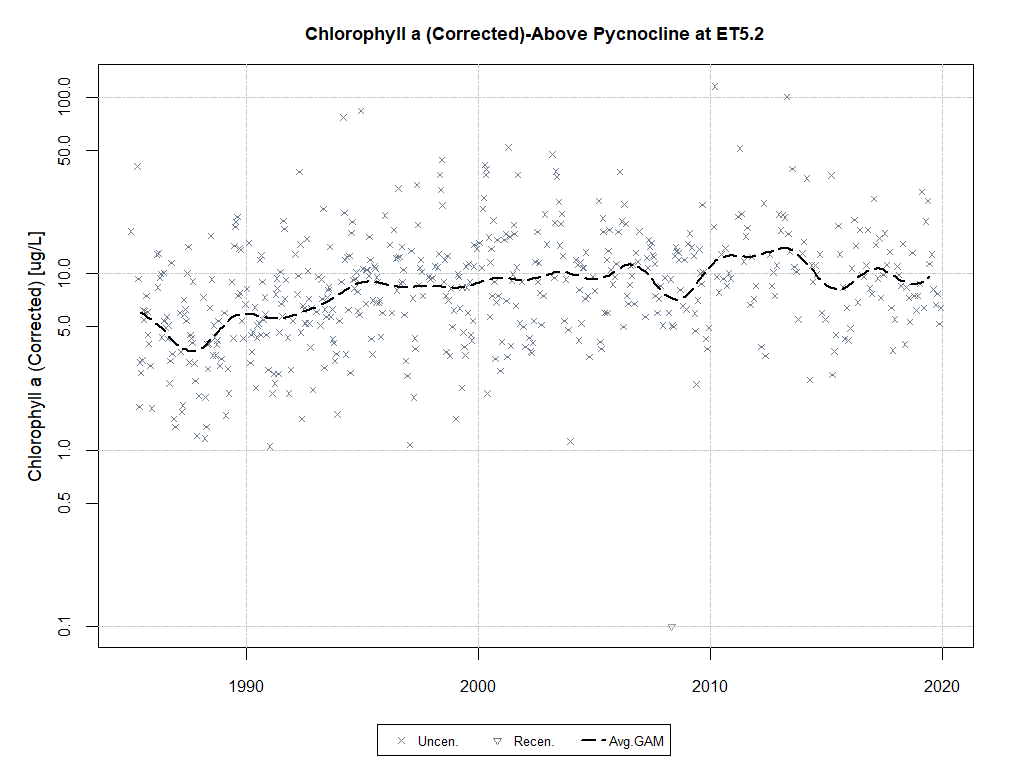 Chlorophyll a (Corrected)-Above Pycnocline at ET5.2
Chlorophyll a (Corrected) [ug/L]
100.0
50.0
10.0
5.0
1.0
0.5
0.1
1990 2000 2010 2020
Uncen. Recen. Avg.GAM